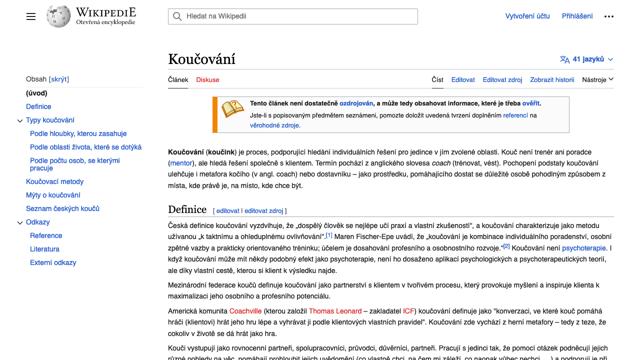 WIKIPEDIE
Otevřená encyklopedie
Hledat na Wikipedii
Vytvoření účtu
Přihlášení
Koučování
41 jazyků
Obsah [skrýt]
(úvod)
Definice
Typy koučování
Podle hloubky, kterou zasahuje
Podle oblasti života, které se dotýká
Podle počtu osob, se kterými
pracuje
Koučovací metody
Mýty o koučování
Seznam českých koučů
Odkazy
Reference
Literatura
Externí odkazy
Článek Diskuse
Číst Editovat Editovat zdroj Zobrazit historii Nástroje
Tento článek není dostatečně ozdrojován, a může tedy obsahovat informace, které je třeba ověřit.
Jste-li s popisovaným předmětem seznámeni, pomozte doložit uvedená tvrzení doplněním referencí na
věrohodné zdroje.
Koučování (koučink) je proces, podporující hledání individuálních řešení pro jedince v jím zvolené oblasti. Kouč není trenér ani poradce
(mentor), ale hledá řešení společně s klientem. Termín pochází z anglického slovesa coach (trénovat, vést). Pochopení podstaty koučování
ulehčuje i metafora kočího (v angl. coach) nebo dostavníku – jako prostředku, pomáhajícího dostat se důležité osobě pohodlným způsobem z
místa, kde právě je, na místo, kde chce být.
Definice [ editovat | editovat zdroj ]
Česká definice koučování vyzdvihuje, že „dospělý člověk se nejlépe učí praxí a vlastní zkušeností", a koučování charakterizuje jako metodu
užívanou „k taktnímu a ohleduplnému ovlivňování".[1] Maren Fischer-Epe uvádí, že „koučování je kombinace individuálního poradenství, osobní
zpětné vazby a prakticky orientovaného tréninku; účelem je dosahování profesního a osobnostního rozvoje."[2] Koučování není psychoterapie. I
když koučování může mít někdy podobný efekt jako psychoterapie, není ho dosaženo aplikací psychologických a psychoterapeutických teorií,
ale díky vlastní cestě, kterou si klient k výsledku najde.
Mezinárodní federace koučů definuje koučování jako partnerství s klientem v tvořivém procesu, který provokuje myšlení a inspiruje klienta k
maximalizaci jeho osobního a profesního potenciálu.
Americká komunita Coachville (kterou založil Thomas Leonard – zakladatel ICF) koučování definuje jako "konverzaci, ve které kouč pomáhá
hráči (klientovi) hrát jeho hru lépe a vyhrávat ji podle klientových vlastních pravidel". Koučování zde vychází z herní metafory – tedy z teze, že
cokoliv v životě se dá hrát jako hra.
Kouči vystupují jako rovnocenní partneři, spolupracovníci, průvodci, důvěrníci, partneři. Pracují s jedinci tak, že pomocí otázek podněcují jejich